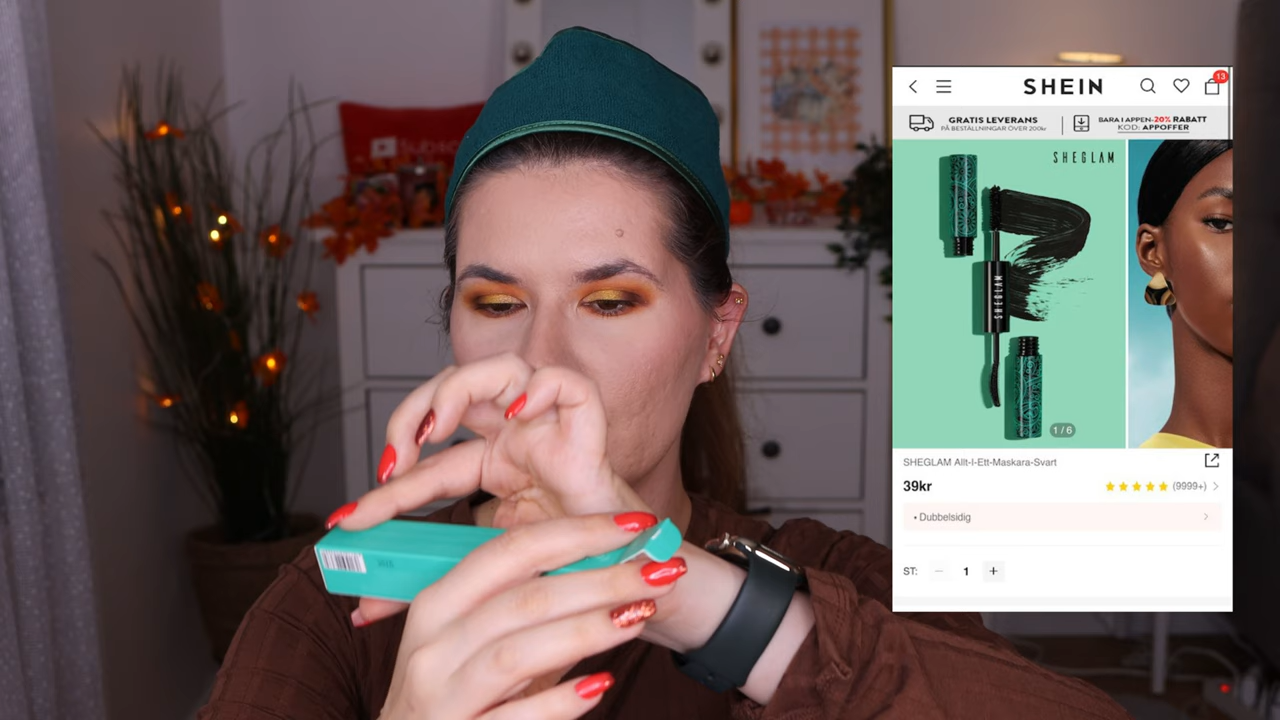 Subsc
SHEIN
13
GRATIS LEVERANS
PÅ BESTÄLLNINGAR ÖVER 200kr
BARA I APPEN-20% RABATT
KOD: APPOFFER
SHEGLAM
SHEGLAM
1/6
SHEGLAM Allt-I-Ett-Maskara-Svart
39kr
(9999+)
• Dubbelsidig
ST:
1